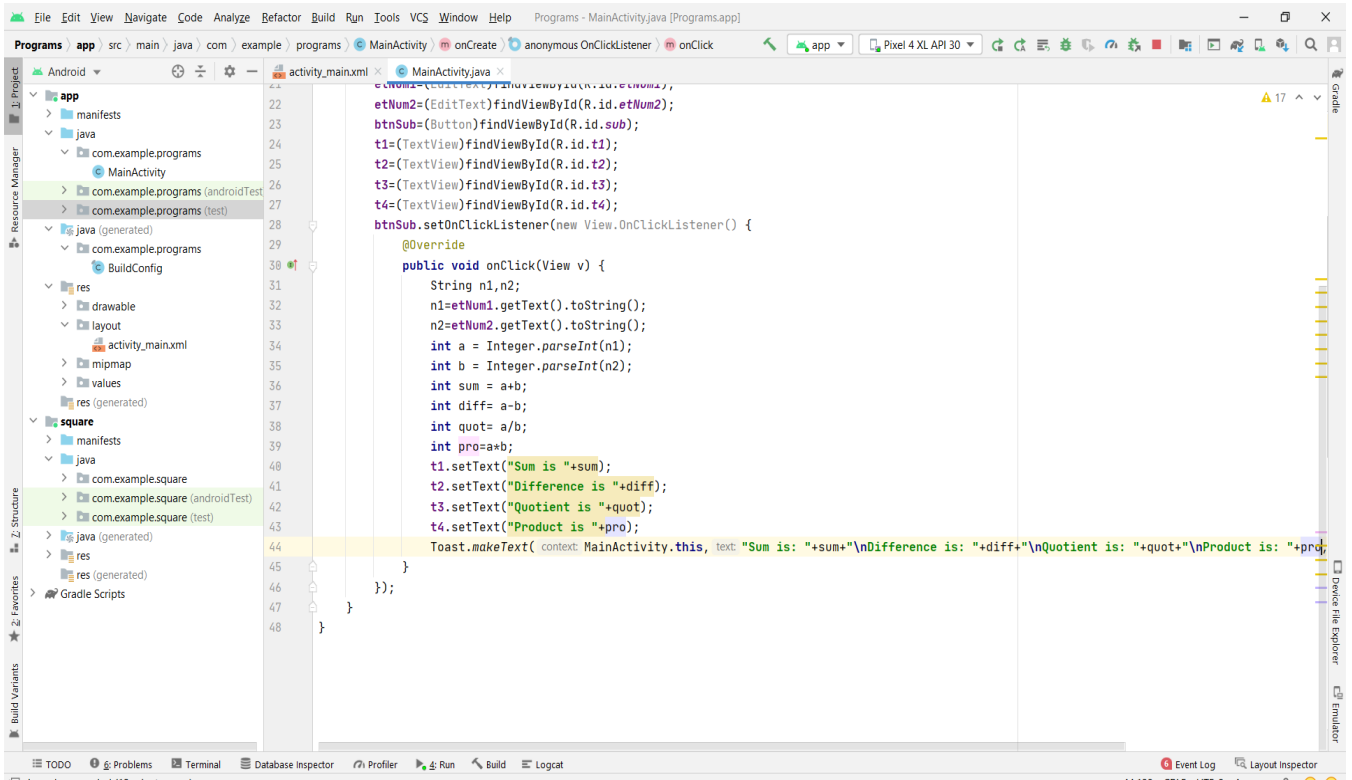 File Edit View Navigate Code Analyze Refactor Build Run Tools VCS Window Help Programs - MainActivity.java [Programs.app]
Programs app src main java com example programs MainActivity onCreate anonymous OnClickListener onClick app Pixel 4 XL API 30
Android
activity_main.xml MainActivity.java
1: Project
Resource Manager
Z: Structure
2: Favorites
Build Variants
app
manifests
java
com.example.programs
MainActivity
com.example.programs (androidTest
com.example.programs (test)
java (generated)
com.example.programs
BuildConfig
res
drawable
layout
activity_main.xml
mipmap
values
res (generated)
square
manifests
java
com.example.square
com.example.square (androidTest)
com.example.square (test)
java (generated)
res
res (generated)
Gradle Scripts
17
21 etNum1=(EditText)findViewById(R.id.etNum1);
22 etNum2=(EditText)findViewById(R.id.etNum2);
23 btnSub=(Button)findViewById(R.id.sub);
24 t1=(TextView)findViewById(R.id.t1);
25 t2=(TextView)findViewById(R.id.t2);
26 t3=(TextView)findViewById(R.id.t3);
27 t4=(TextView)findViewById(R.id.t4);
28 btnSub.setOnClickListener(new View.OnClickListener() {
29 @Override
30 public void onClick(View v) {
31 String n1,n2;
32 n1=etNum1.getText().toString();
33 n2=etNum2.getText().toString();
34 int a = Integer.parseInt(n1);
35 int b = Integer.parseInt(n2);
36 int sum = a+b;
37 int diff= a-b;
38 int quot= a/b;
39 int pro=a*b;
40 t1.setText("Sum is "+sum);
41 t2.setText("Difference is "+diff);
42 t3.setText("Quotient is "+quot);
43 t4.setText("Product is "+pro);
44 Toast.makeText( context: MainActivity.this, text: "Sum is: "+sum+"\nDifference is: "+diff+"\nQuotient is: "+quot+"\nProduct is: "+pro,
45 }
46 });
47 }
48 }
Gradle
Device File Explorer
Emulator
TODO 6: Problems Terminal Database Inspector Profiler 4: Run Build Logcat 6 Event Log Layout Inspector